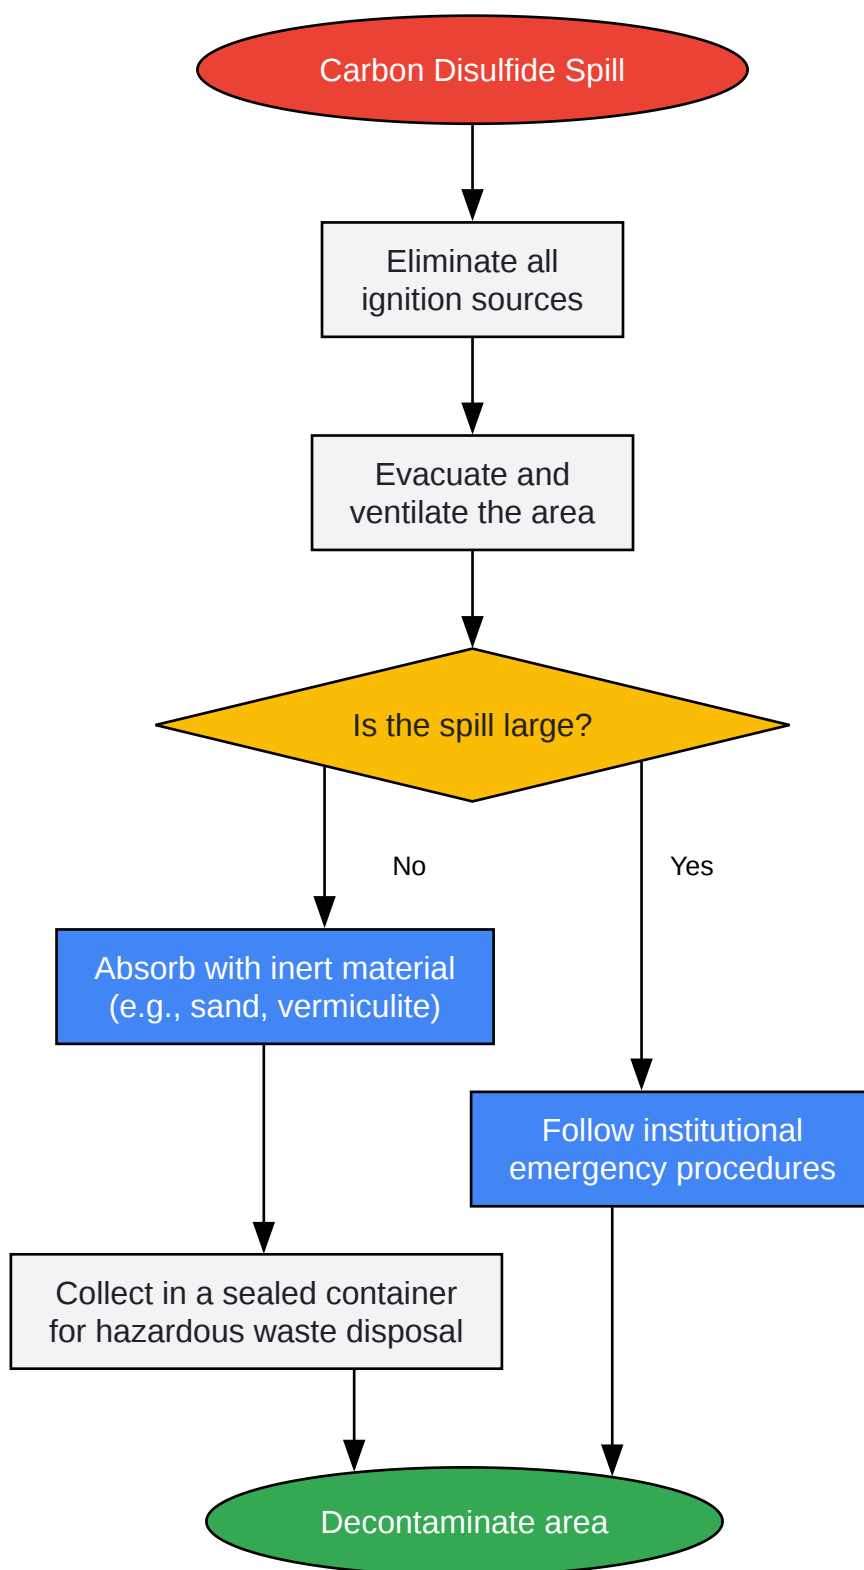 Carbon Disulfide Spill
Eliminate all
ignition sources
Evacuate and
ventilate the area
Is the spill large?
No
Yes
Absorb with inert material
(e.g., sand, vermiculite)
Follow institutional
emergency procedures
Collect in a sealed container
for hazardous waste disposal
Decontaminate area